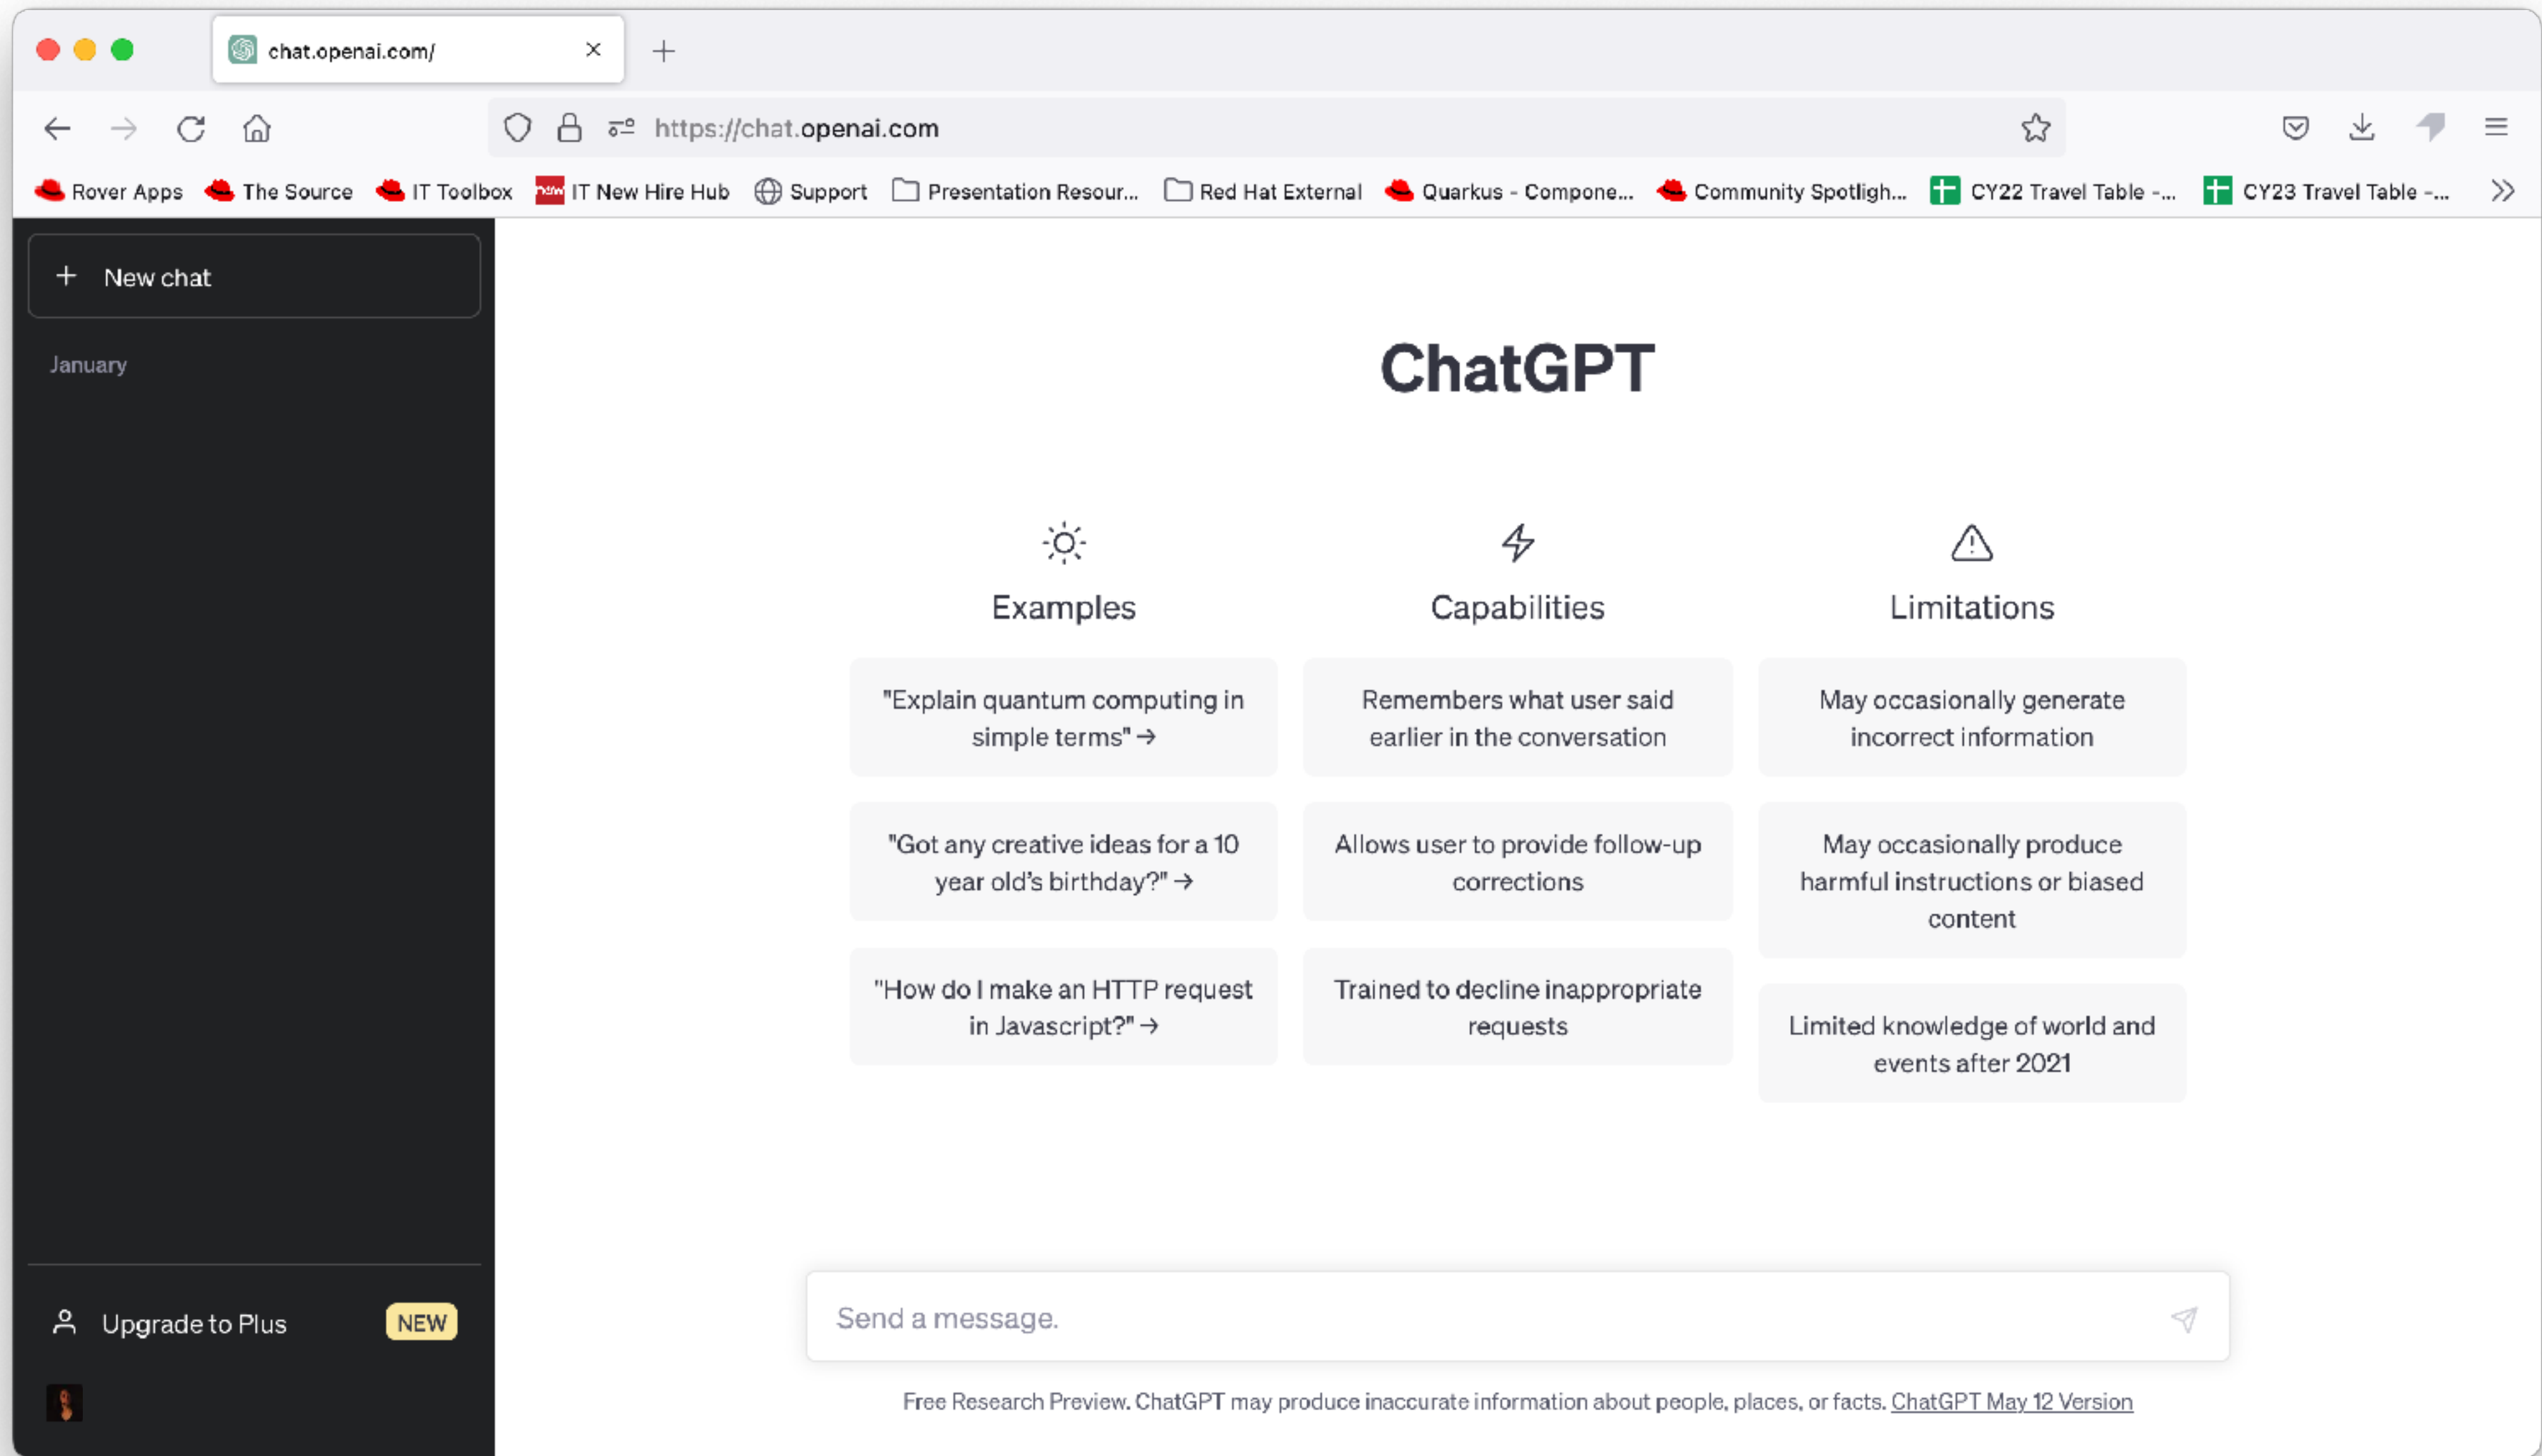 chat.openai.com/
https://chat.openai.com
Rover Apps
The Source
IT Toolbox
new
IT New Hire Hub
Support
Presentation Resour...
Red Hat External
Quarkus - Compone...
Community Spotligh...
CY22 Travel Table -...
CY23 Travel Table -...
New chat
January
ChatGPT
Examples
"Explain quantum computing in
simple terms" →
"Got any creative ideas for a 10
year old's birthday?" →
"How do I make an HTTP request
in Javascript?" →
Capabilities
Remembers what user said
earlier in the conversation
Allows user to provide follow-up
corrections
Trained to decline inappropriate
requests
Limitations
May occasionally generate
incorrect information
May occasionally produce
harmful instructions or biased
content
Limited knowledge of world and
events after 2021
Upgrade to Plus
NEW
Send a message.
Free Research Preview. ChatGPT may produce inaccurate information about people, places, or facts. ChatGPT May 12 Version